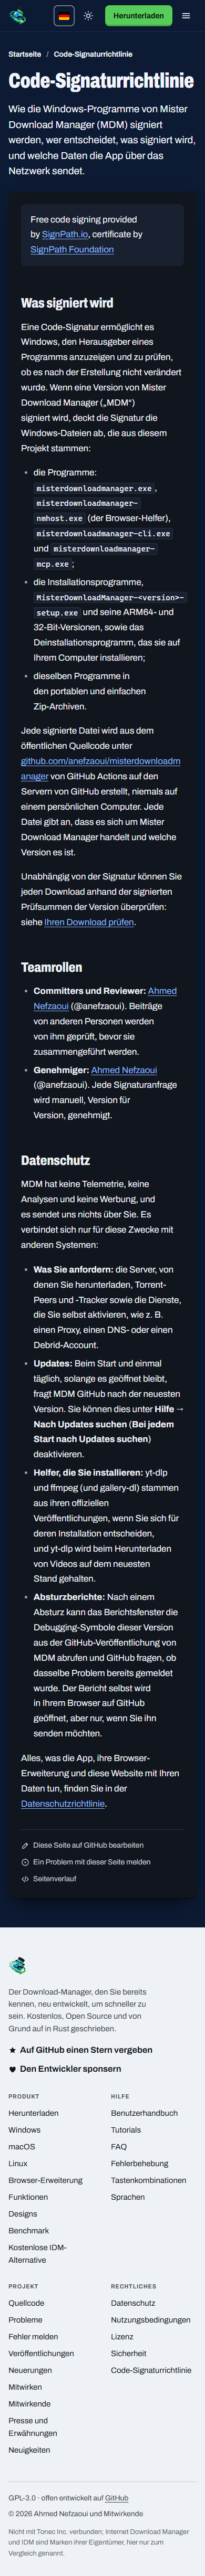 Herunterladen
Startseite / Code-Signaturrichtlinie
Code-Signaturrichtlinie
Wie die Windows-Programme von Mister
Download Manager (MDM) signiert
werden, wer entscheidet, was signiert wird,
und welche Daten die App über das
Netzwerk sendet.
Free code signing provided
by SignPath.io, certificate by
SignPath Foundation
Was signiert wird
Eine Code-Signatur ermöglicht es
Windows, den Herausgeber eines
Programms anzuzeigen und zu prüfen,
ob es nach der Erstellung nicht verändert
wurde. Wenn eine Version von Mister
Download Manager („MDM“)
signiert wird, deckt die Signatur die
Windows-Dateien ab, die aus diesem
Projekt stammen:
die Programme:
misterdownloadmanager.exe,
misterdownloadmanager-
nmhost.exe (der Browser-Helfer),
misterdownloadmanager-cli.exe
und misterdownloadmanager-
mcp.exe;
die Installationsprogramme,
MisterDownloadManager-<version>-
setup.exe und seine ARM64- und
32-Bit-Versionen, sowie das
Deinstallationsprogramm, das sie auf
Ihrem Computer installieren;
dieselben Programme in
den portablen und einfachen
Zip-Archiven.
Jede signierte Datei wird aus dem
öffentlichen Quellcode unter
github.com/anefzaoui/misterdownloadm
anager von GitHub Actions auf den
Servern von GitHub erstellt, niemals auf
einem persönlichen Computer. Jede
Datei gibt an, dass es sich um Mister
Download Manager handelt und welche
Version es ist.
Unabhängig von der Signatur können Sie
jeden Download anhand der signierten
Prüfsummen der Version überprüfen:
siehe Ihren Download prüfen.
Teamrollen
Committers und Reviewer: Ahmed
Nefzaoui (@anefzaoui). Beiträge
von anderen Personen werden
von ihm geprüft, bevor sie
zusammengeführt werden.
Genehmiger: Ahmed Nefzaoui
(@anefzaoui). Jede Signaturanfrage
wird manuell, Version für
Version, genehmigt.
Datenschutz
MDM hat keine Telemetrie, keine
Analysen und keine Werbung, und
es sendet uns nichts über Sie. Es
verbindet sich nur für diese Zwecke mit
anderen Systemen:
Was Sie anfordern: die Server, von
denen Sie herunterladen, Torrent-
Peers und -Tracker sowie die Dienste,
die Sie selbst aktivieren, wie z. B.
einen Proxy, einen DNS- oder einen
Debrid-Account.
Updates: Beim Start und einmal
täglich, solange es geöffnet bleibt,
fragt MDM GitHub nach der neuesten
Version. Sie können dies unter Hilfe →
Nach Updates suchen (Bei jedem
Start nach Updates suchen)
deaktivieren.
Helfer, die Sie installieren: yt-dlp
und ffmpeg (und gallery-dl) stammen
aus ihren offiziellen
Veröffentlichungen, wenn Sie sich für
deren Installation entscheiden,
und yt-dlp wird beim Herunterladen
von Videos auf dem neuesten
Stand gehalten.
Absturzberichte: Nach einem
Absturz kann das Berichtsfenster die
Debugging-Symbole dieser Version
aus der GitHub-Veröffentlichung von
MDM abrufen und GitHub fragen, ob
dasselbe Problem bereits gemeldet
wurde. Der Bericht selbst wird
in Ihrem Browser auf GitHub
geöffnet, aber nur, wenn Sie ihn
senden möchten.
Alles, was die App, ihre Browser-
Erweiterung und diese Website mit Ihren
Daten tun, finden Sie in der
Datenschutzrichtlinie.
Diese Seite auf GitHub bearbeiten
Ein Problem mit dieser Seite melden
Seitenverlauf
Der Download-Manager, den Sie bereits
kennen, neu entwickelt, um schneller zu
sein. Kostenlos, Open Source und von
Grund auf in Rust geschrieben.
Auf GitHub einen Stern vergeben
Den Entwickler sponsern
PRODUKT
Herunterladen
Windows
macOS
Linux
Browser-Erweiterung
Funktionen
Designs
Benchmark
Kostenlose IDM-
Alternative
HILFE
Benutzerhandbuch
Tutorials
FAQ
Fehlerbehebung
Tastenkombinationen
Sprachen
PROJEKT
Quellcode
Probleme
Fehler melden
Veröffentlichungen
Neuerungen
Mitwirken
Mitwirkende
Presse und
Erwähnungen
Neuigkeiten
RECHTLICHES
Datenschutz
Nutzungsbedingungen
Lizenz
Sicherheit
Code-Signaturrichtlinie
GPL-3.0 · offen entwickelt auf GitHub
© 2026 Ahmed Nefzaoui und Mitwirkende
Nicht mit Tonec Inc. verbunden; Internet Download Manager
und IDM sind Marken ihrer Eigentümer, hier nur zum
Vergleich genannt.